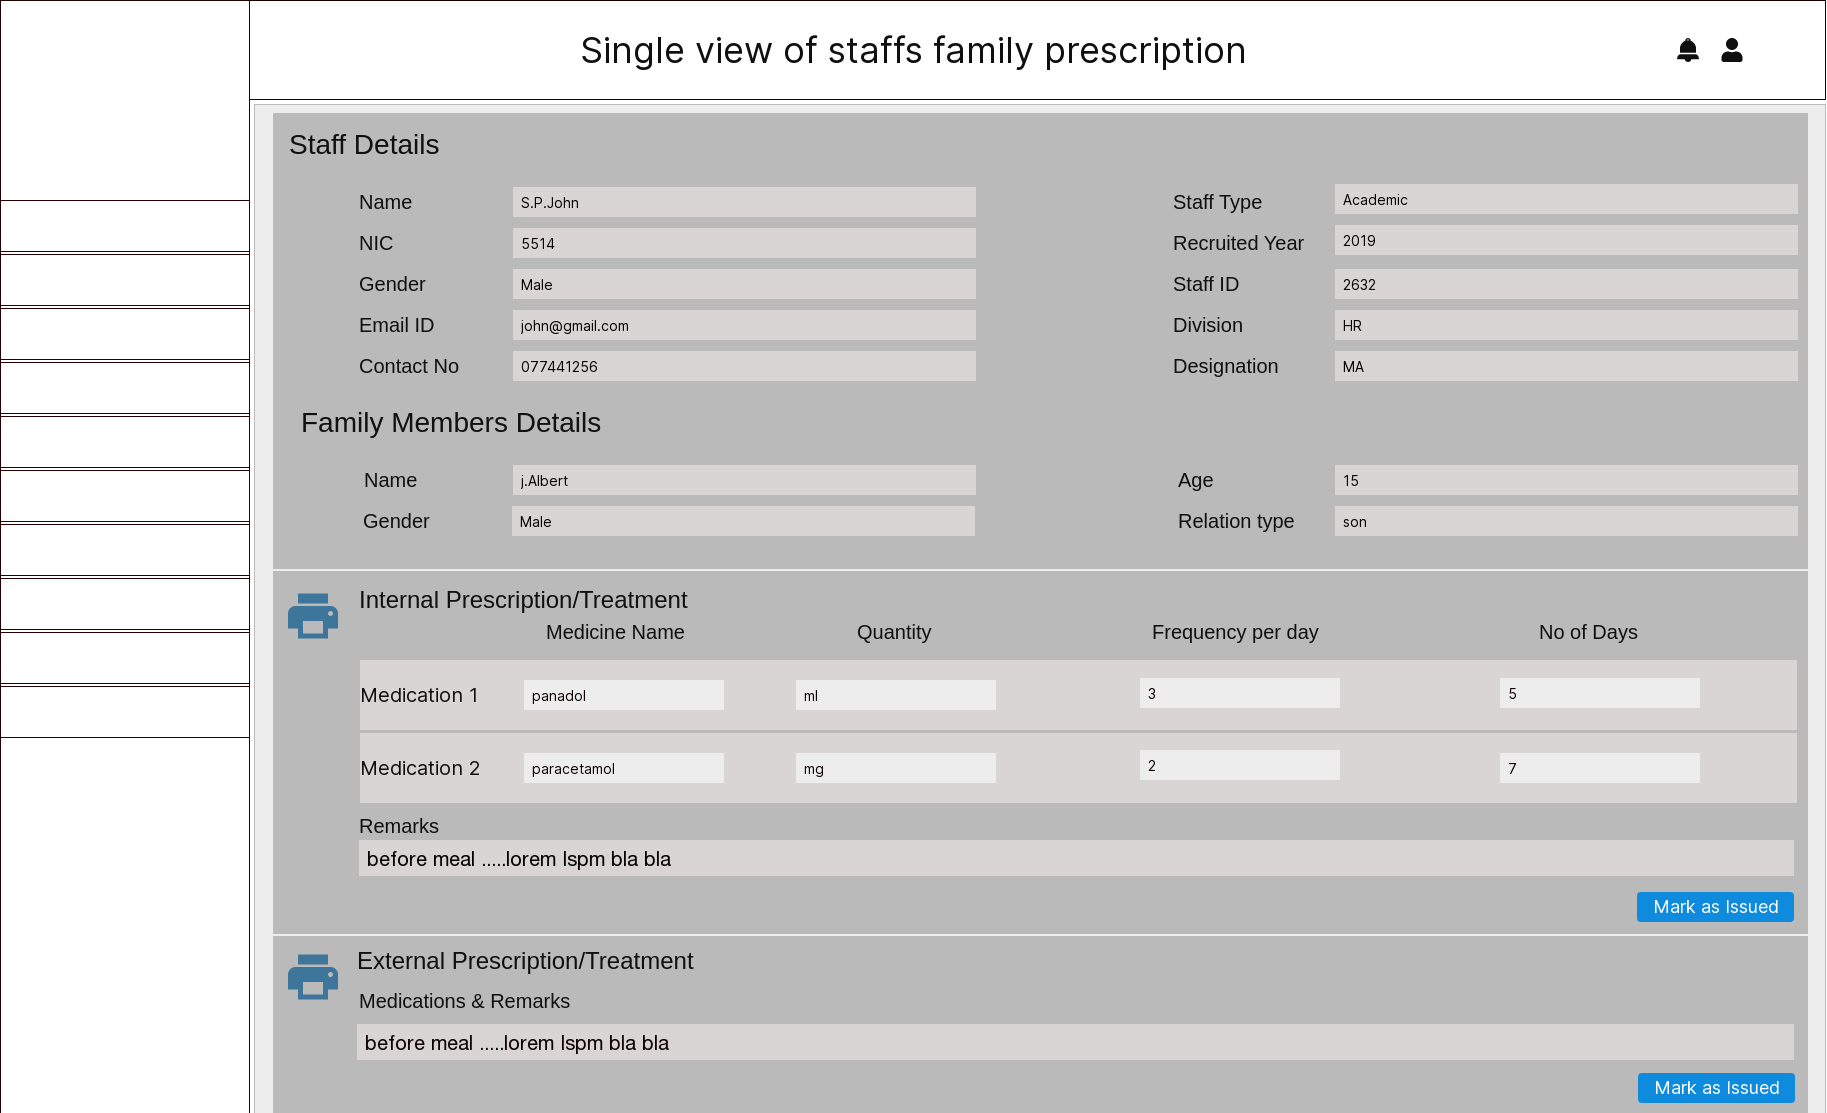 Single view of staffs family prescription
Staff Details
Name S.P.John Staff Type Academic
NIC 5514 Recruited Year 2019
Gender Male Staff ID 2632
Email ID john@gmail.com Division HR
Contact No 077441256 Designation MA
Family Members Details
Name j.Albert Age 15
Gender Male Relation type son
Internal Prescription/Treatment
Medicine Name Quantity Frequency per day No of Days
Medication 1 panadol ml 3 5
Medication 2 paracetamol mg 2 7
Remarks
before meal .....lorem Ispm bla bla
Mark as Issued
External Prescription/Treatment
Medications & Remarks
before meal .....lorem Ispm bla bla
Mark as Issued